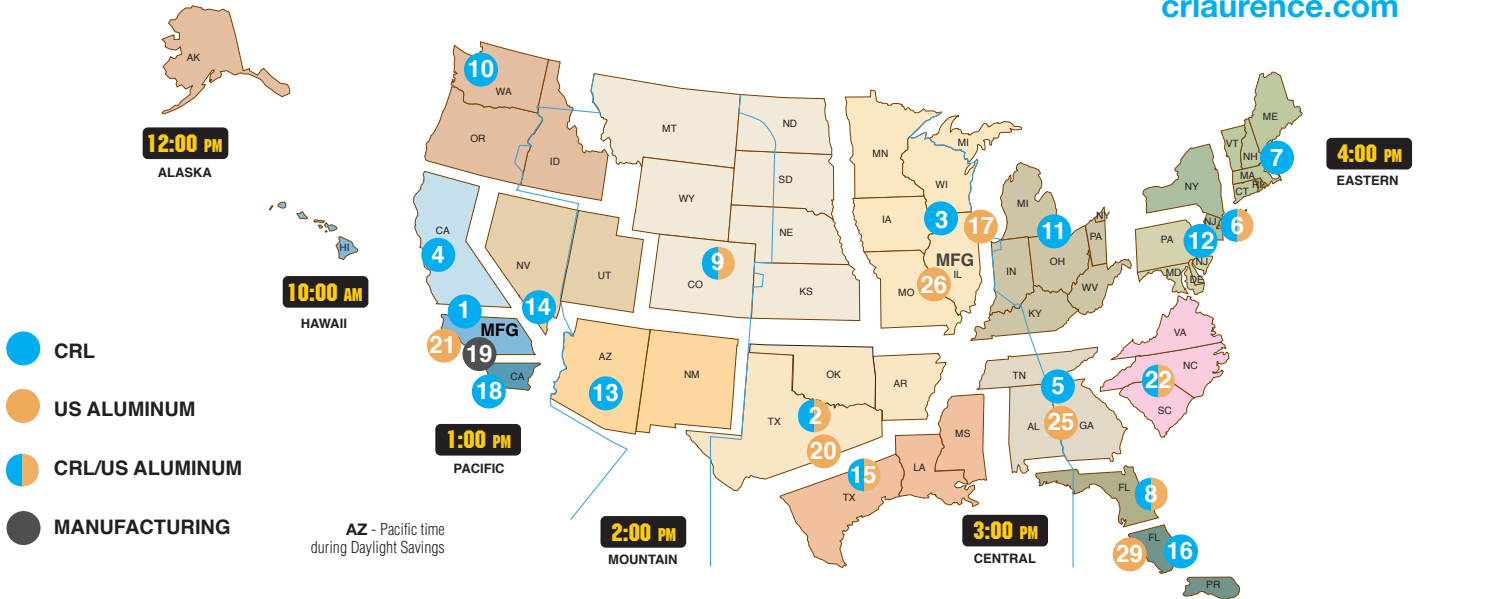 crlaurence.com
AK
12:00 PM
ALASKA
HI
10:00 AM
HAWAII
CRL
US ALUMINUM
CRL/US ALUMINUM
MANUFACTURING
10
WA
OR
ID
MT
ND
SD
WY
NE
CO
9
KS
CA
4
NV
14
UT
1
MFG
21
19
18
CA
1:00 PM
PACIFIC
AZ
13
NM
AZ - Pacific time
during Daylight Savings
2:00 PM
MOUNTAIN
MN
WI
MI
IA
3
17
MFG
IL
MO
26
MI
11
IN
OH
PA
NY
WV
KY
OK
AR
TX
2
20
15
TX
LA
MS
TN
5
AL
25
GA
3:00 PM
CENTRAL
ME
VT
NH
7
MA
CT
RI
NY
NJ
6
PA
12
NJ
MD
DE
4:00 PM
EASTERN
VA
NC
22
SC
FL
8
FL
29
16
PR